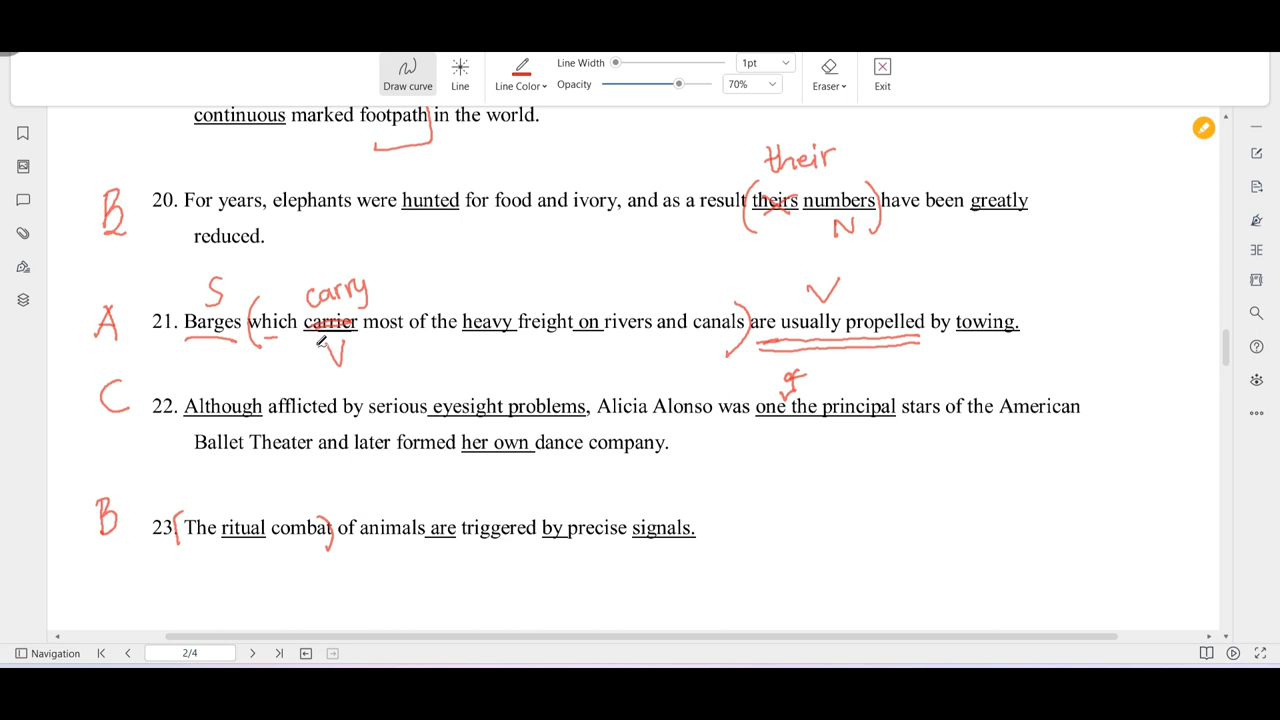 Draw curve
Line
Line Color
Line Width
1pt
Opacity
70%
Eraser
Exit
continuous marked footpath in the world.
their
B 20. For years, elephants were hunted for food and ivory, and as a result theirs numbers have been greatly
N
reduced.
S carry V
A 21. Barges which carrier most of the heavy freight on rivers and canals are usually propelled by towing.
V
of
C 22. Although afflicted by serious eyesight problems, Alicia Alonso was one the principal stars of the American
Ballet Theater and later formed her own dance company.
B 23. The ritual combat of animals are triggered by precise signals.
Navigation
2/4